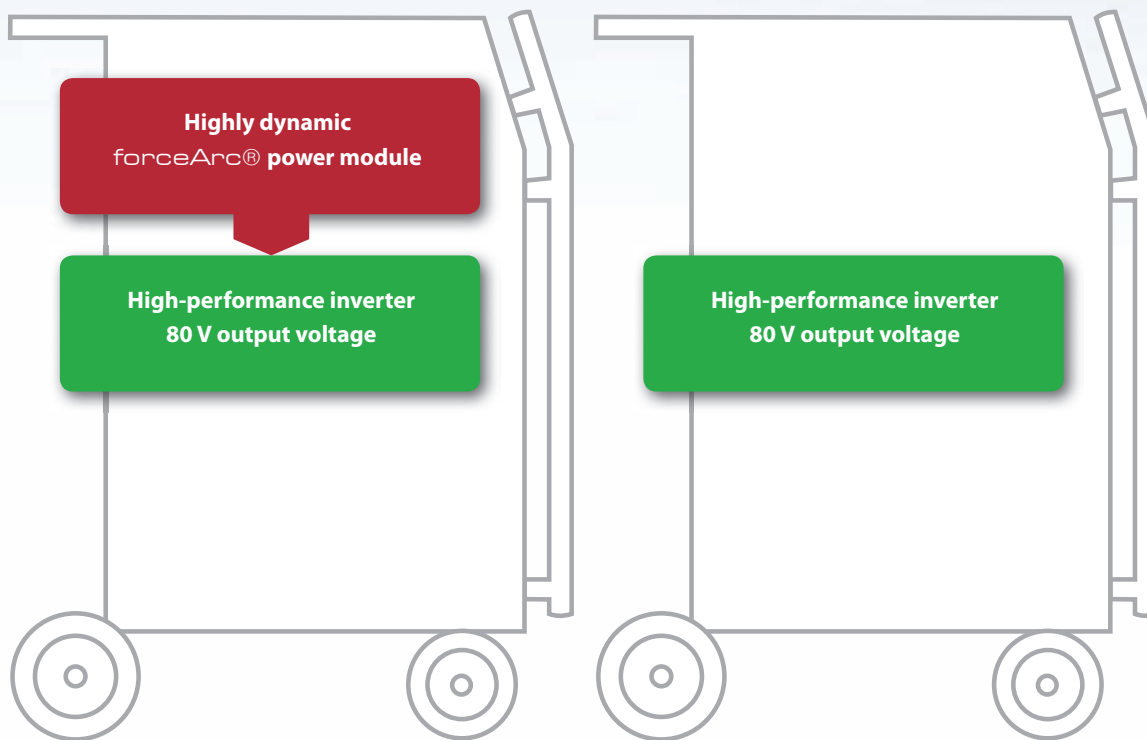 Highly dynamic
forceArc® power module
High-performance inverter
80 V output voltage
High-performance inverter
80 V output voltage